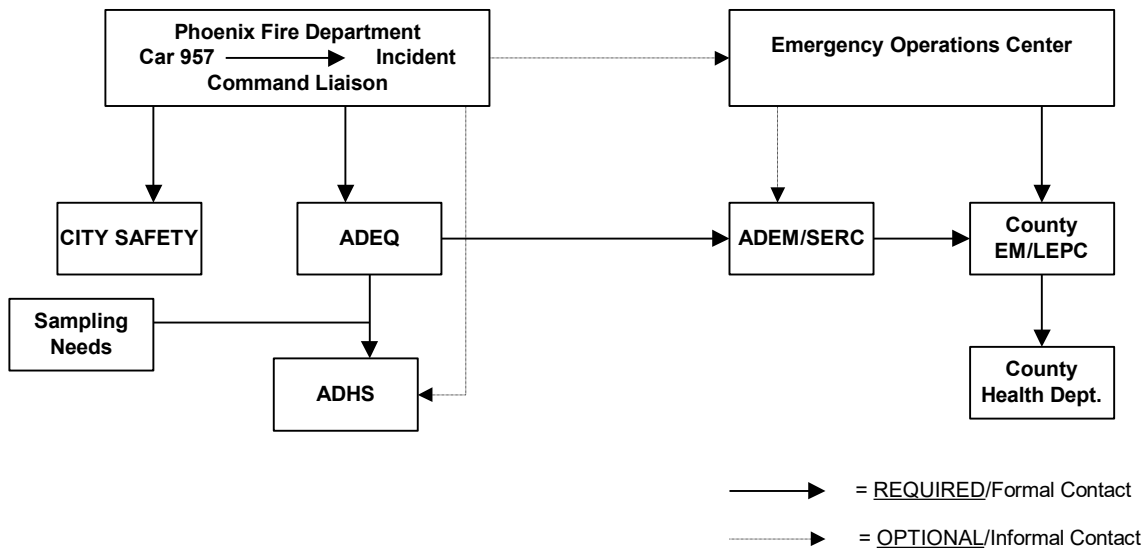 Phoenix Fire Department
Car 957 Incident
Command Liaison
Emergency Operations Center
CITY SAFETY
ADEQ
ADEM/SERC
County
EM/LEPC
Sampling
Needs
ADHS
County
Health Dept.
= REQUIRED/Formal Contact
= OPTIONAL/Informal Contact